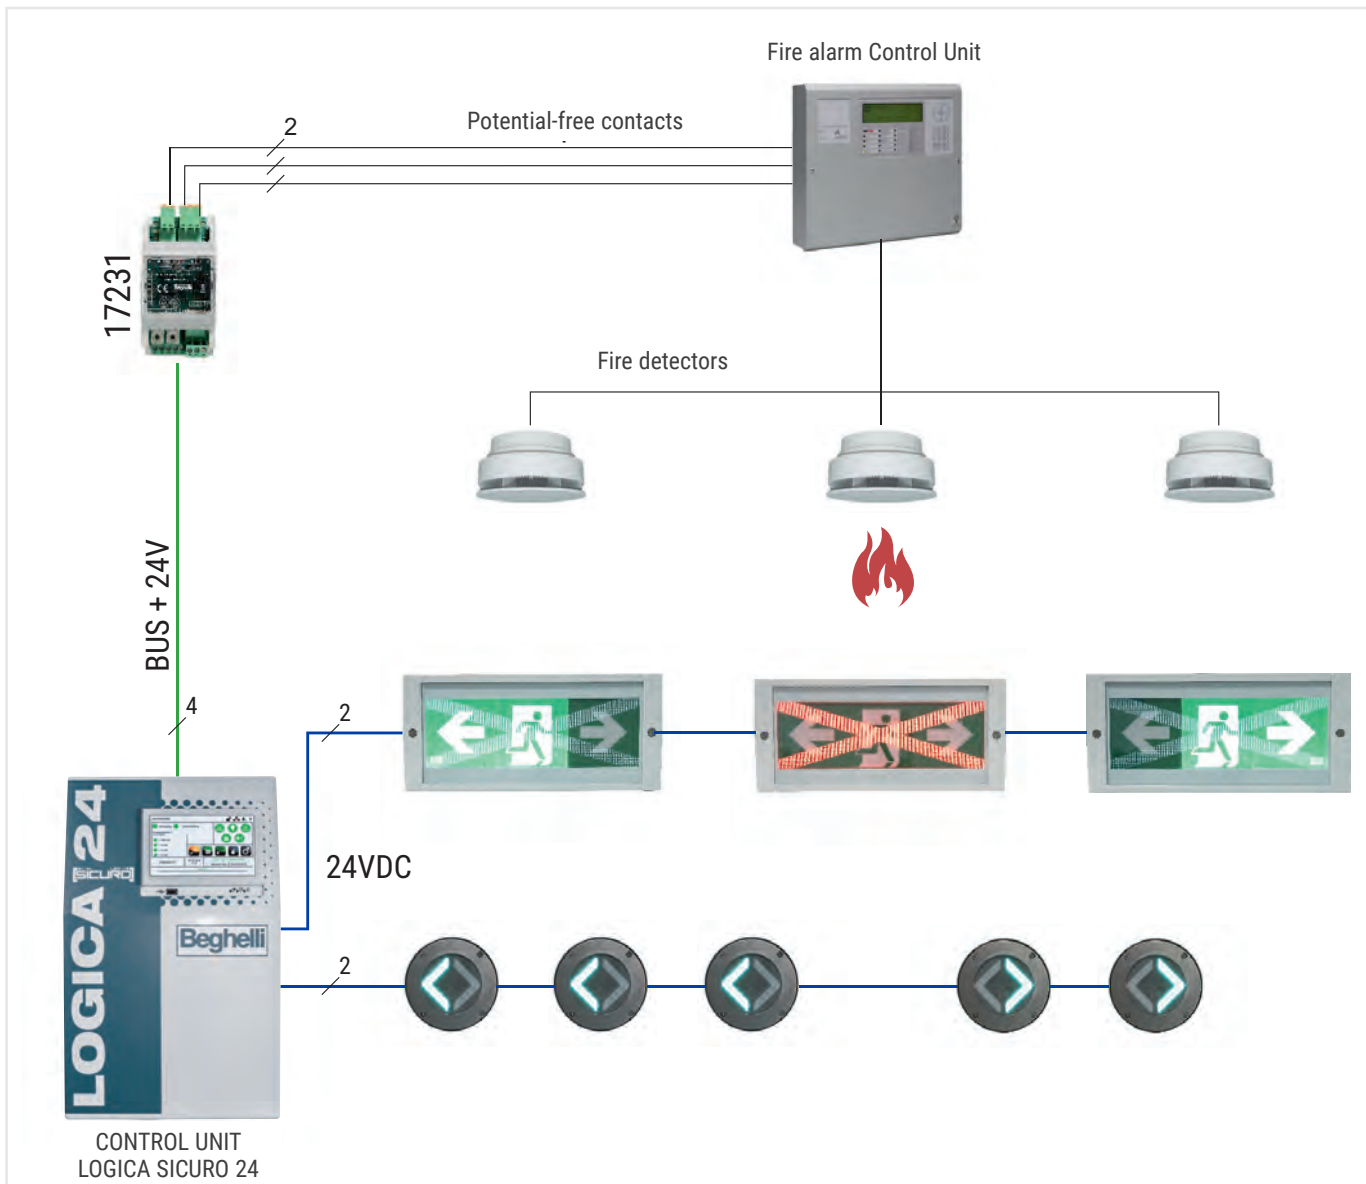 Fire alarm Control Unit
Potential-free contacts
2
17231
Fire detectors
BUS + 24V
4
2
24VDC
LOGICA 24
[SICURO]
Beghelli
2
CONTROL UNIT
LOGICA SICURO 24